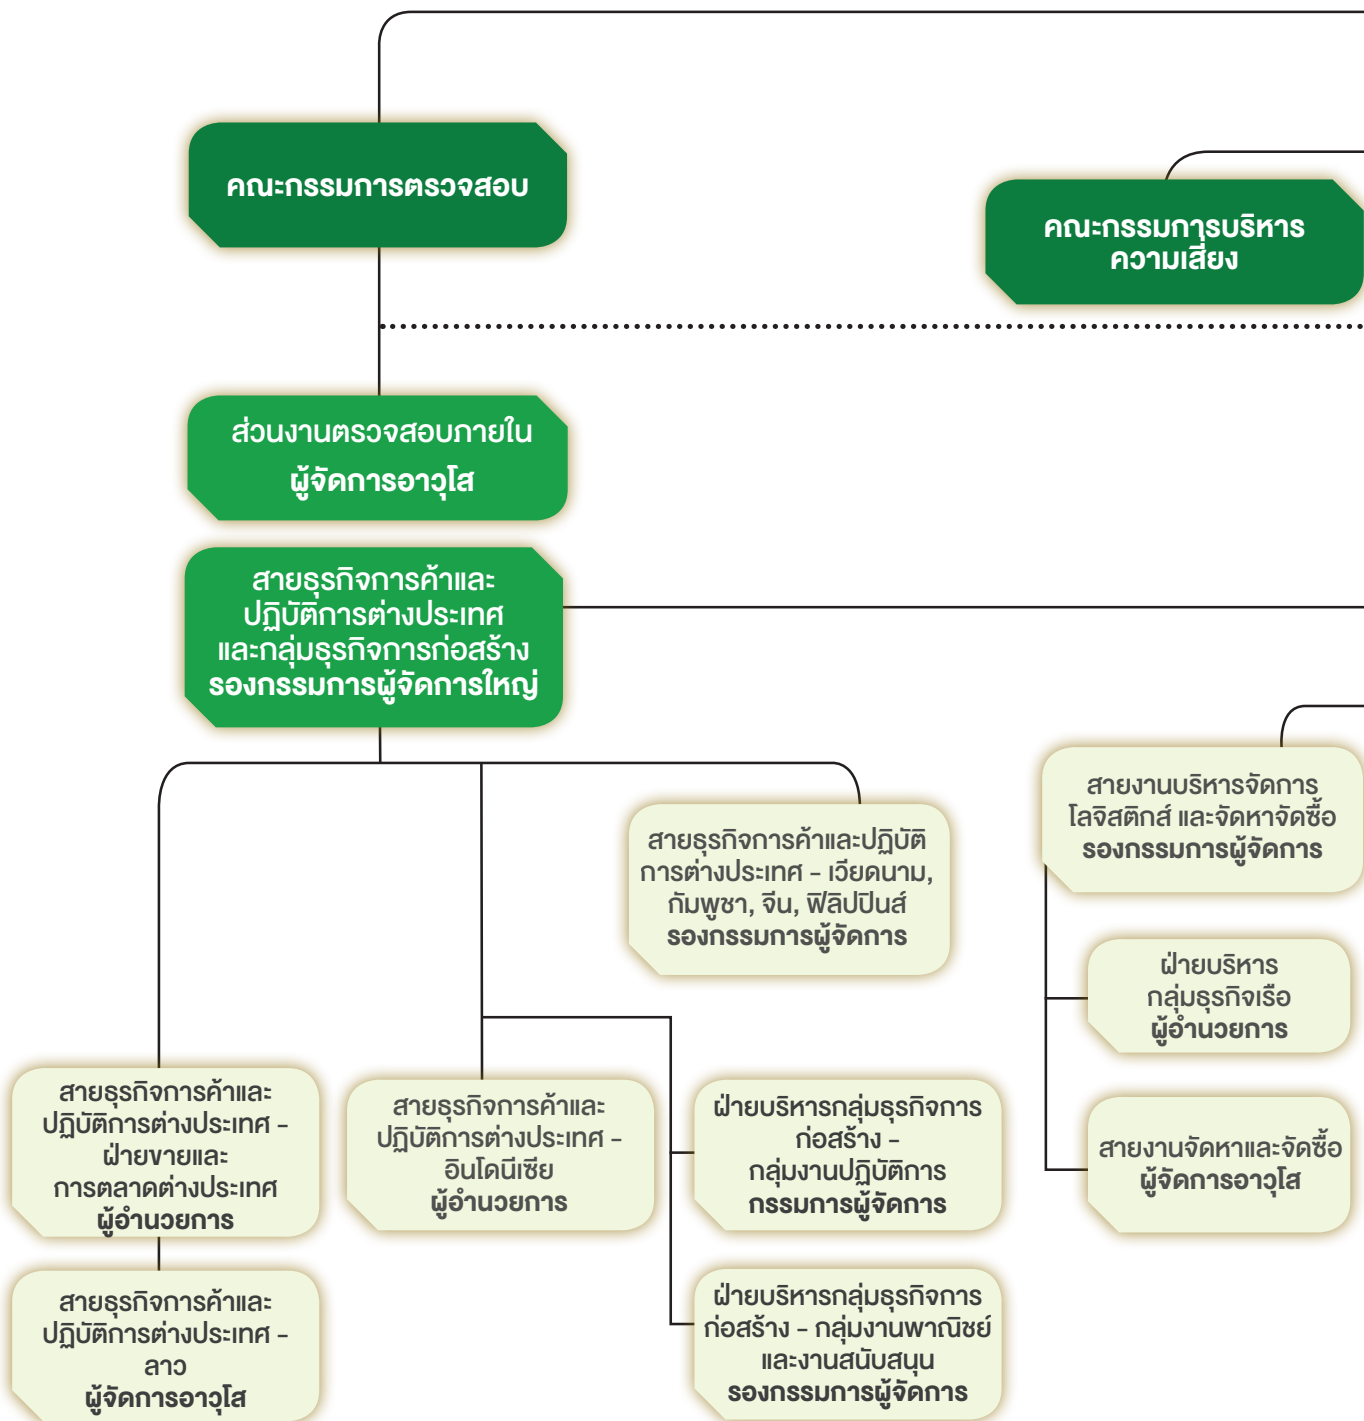 คณะกรรมการตรวจสอบ
คณะกรรมการบริหาร
ความเสี่ยง
ส่วนงานตรวจสอบภายใน
ผู้จัดการอาวุโส
สายธุรกิจการค้าและ
ปฏิบัติการต่างประเทศ
และกลุ่มธุรกิจการก่อสร้าง
รองกรรมการผู้จัดการใหญ่
สายธุรกิจการค้าและปฏิบัติ
การต่างประเทศ - เวียดนาม,
กัมพูชา, จีน, ฟิลิปปินส์
รองกรรมการผู้จัดการ
สายงานบริหารจัดการ
โลจิสติกส์ และจัดหาจัดซื้อ
รองกรรมการผู้จัดการ
ฝ่ายบริหาร
กลุ่มธุรกิจเรือ
ผู้อำนวยการ
สายธุรกิจการค้าและ
ปฏิบัติการต่างประเทศ -
ฝ่ายขายและ
การตลาดต่างประเทศ
ผู้อำนวยการ
สายธุรกิจการค้าและ
ปฏิบัติการต่างประเทศ -
อินโดนีเซีย
ผู้อำนวยการ
ฝ่ายบริหารกลุ่มธุรกิจการ
ก่อสร้าง -
กลุ่มงานปฏิบัติการ
กรรมการผู้จัดการ
สายงานจัดหาและจัดซื้อ
ผู้จัดการอาวุโส
สายธุรกิจการค้าและ
ปฏิบัติการต่างประเทศ -
ลาว
ผู้จัดการอาวุโส
ฝ่ายบริหารกลุ่มธุรกิจการ
ก่อสร้าง - กลุ่มงานพาณิชย์
และงานสนับสนุน
รองกรรมการผู้จัดการ